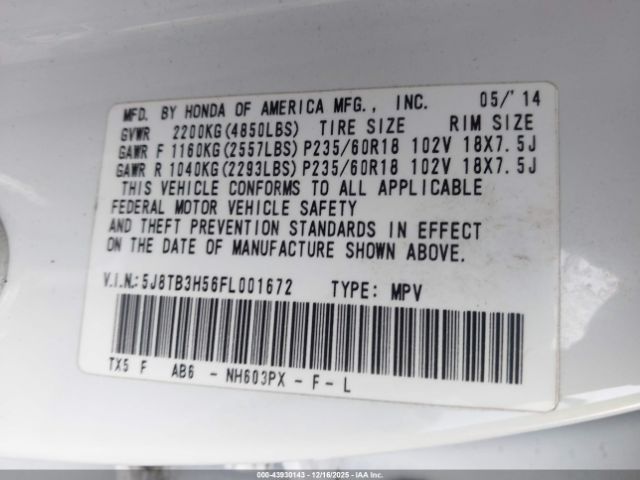 MFD. BY HONDA OF AMERICA MFG., INC. 05/'14
GVWR 2200KG(4850LBS) TIRE SIZE RIM SIZE
GAWR F 1160KG(2557LBS)P235/60R18 102V 18X7.5J
GAWR R 1040KG(2293LBS)P235/60R18 102V 18X7.5J
THIS VEHICLE CONFORMS TO ALL APPLICABLE
FEDERAL MOTOR VEHICLE SAFETY
AND THEFT PREVENTION STANDARDS IN EFFECT
ON THE DATE OF MANUFACTURE SHOWN ABOVE.
V.I.N.:5J8TB3H56FL001672 TYPE: MPV
TX5 F AB6 - NH603PX - F - L
000-43930143 - 12/16/2025 - IAAI.COM